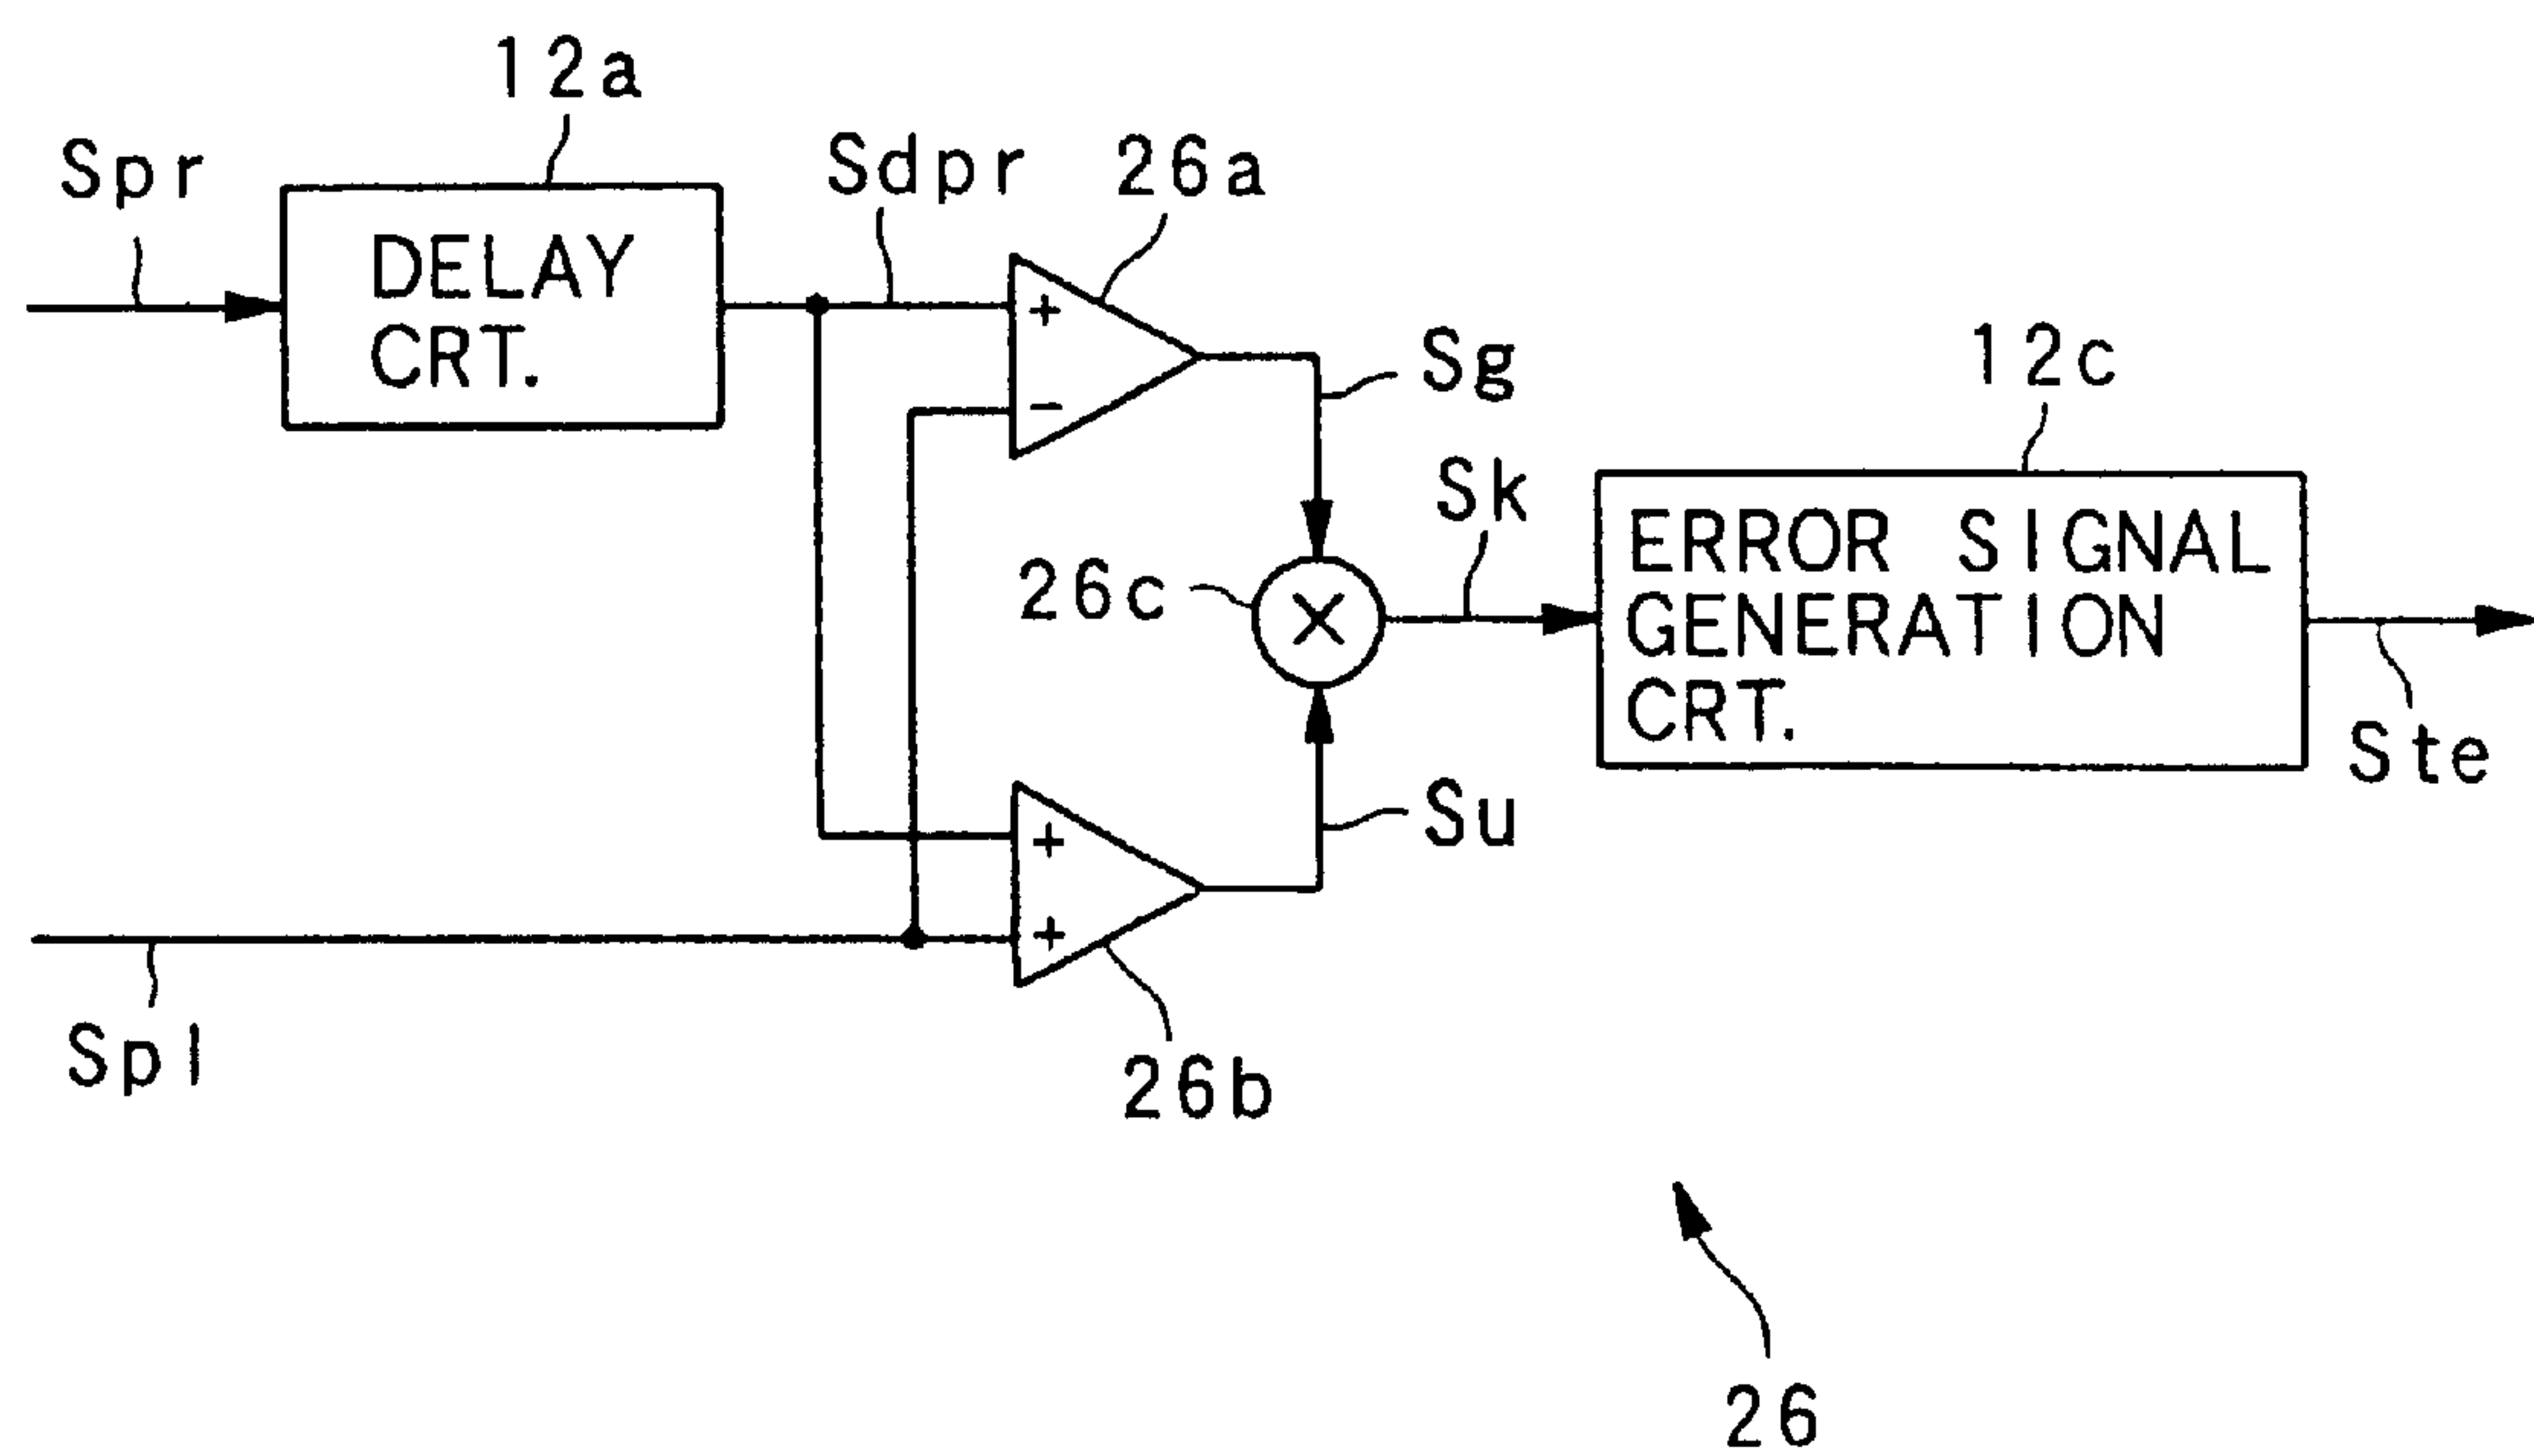 12a
Spr
Sdpr
26a
DELAY
CRT.
+
−
Sg
12c
Sk
26c
×
ERROR SIGNAL
GENERATION
CRT.
Ste
Su
+
+
Spl
26b
26